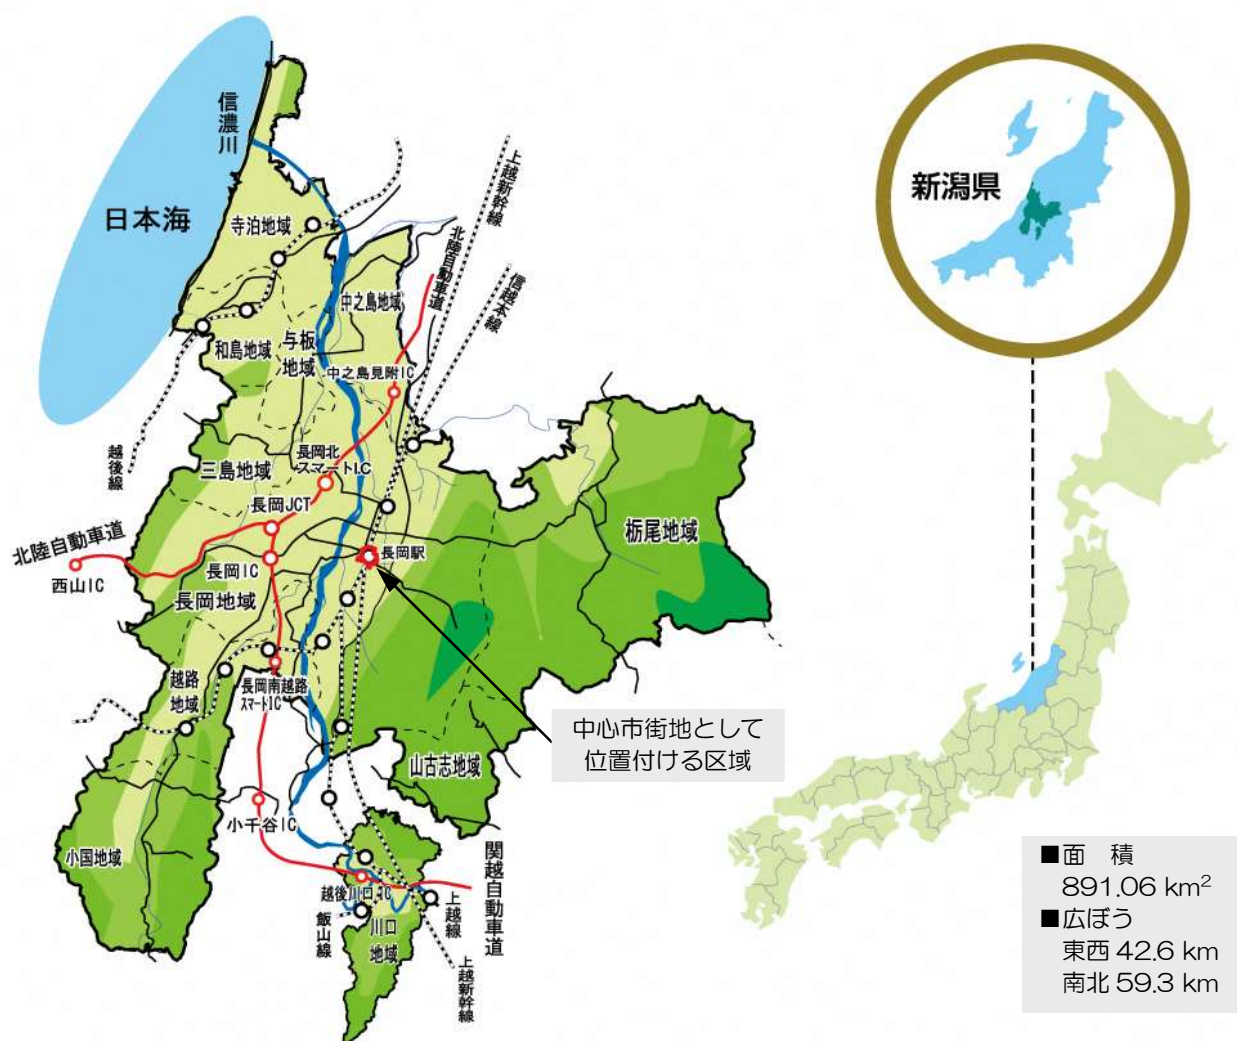 信濃川
日本海
寺泊地域
上越新幹線
北陸自動車道
信越本線
中之島地域
与板
地域
和島地域
中之島見附IC
越後線
三島地域
長岡北
スマートI.C
長岡JCT
北陸自動車道
西山IC
長岡IC
長岡駅
長岡地域
栃尾地域
越路
地域
長岡南越路
スマートIC
中心市街地として
位置付ける区域
山古志地域
小千谷IC
小国地域
関越自動車道
越後川口IC
飯山線
川口
地域
上越線
上越新幹線
新潟県
■面 積
891.06 km²
■広ぼう
東西 42.6 km
南北 59.3 km